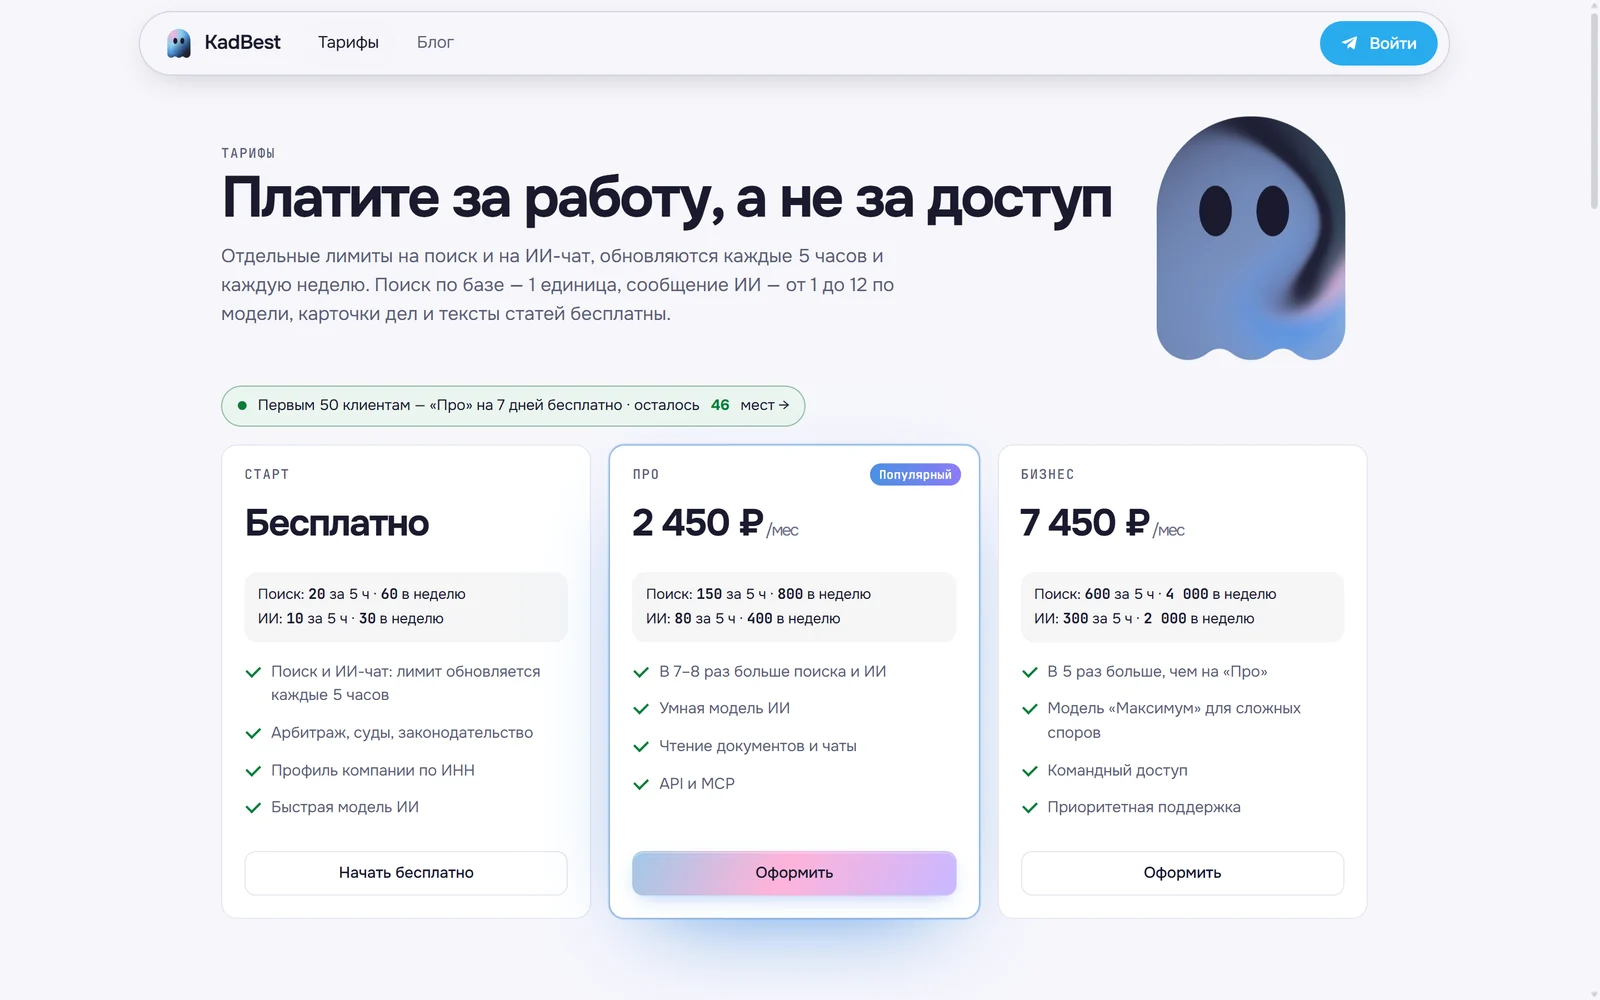 KadBest
Тарифы
Блог
Войти
ТАРИФЫ
Платите за работу, а не за доступ
Отдельные лимиты на поиск и на ИИ-чат, обновляются каждые 5 часов и
каждую неделю. Поиск по базе — 1 единица, сообщение ИИ — от 1 до 12 по
модели, карточки дел и тексты статей бесплатны.
Первым 50 клиентам — «Про» на 7 дней бесплатно · осталось 46 мест →
СТАРТ
Бесплатно
Поиск: 20 за 5 ч · 60 в неделю
ИИ: 10 за 5 ч · 30 в неделю
Поиск и ИИ-чат: лимит обновляется
каждые 5 часов
Арбитраж, суды, законодательство
Профиль компании по ИНН
Быстрая модель ИИ
Начать бесплатно
ПРО
Популярный
2 450 ₽/мес
Поиск: 150 за 5 ч · 800 в неделю
ИИ: 80 за 5 ч · 400 в неделю
В 7–8 раз больше поиска и ИИ
Умная модель ИИ
Чтение документов и чаты
API и MCP
Оформить
БИЗНЕС
7 450 ₽/мес
Поиск: 600 за 5 ч · 4 000 в неделю
ИИ: 300 за 5 ч · 2 000 в неделю
В 5 раз больше, чем на «Про»
Модель «Максимум» для сложных
споров
Командный доступ
Приоритетная поддержка
Оформить